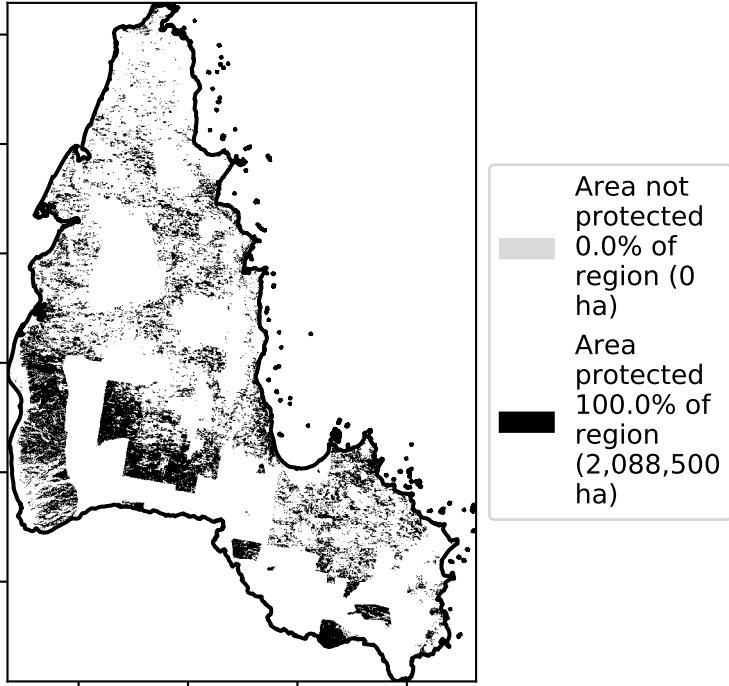 Area not
protected
0.0% of
region (0
ha)
Area
protected
100.0% of
region
(2,088,500
ha)